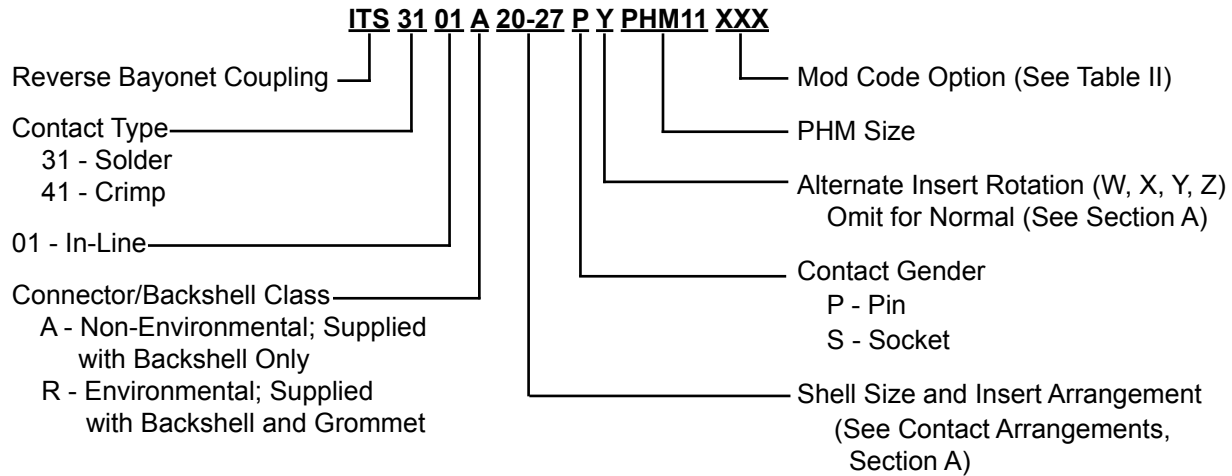 ITS 31 01 A 20-27 P Y PHM11 XXX
Reverse Bayonet Coupling
Contact Type
31 - Solder
41 - Crimp
01 - In-Line
Connector/Backshell Class
A - Non-Environmental; Supplied
with Backshell Only
R - Environmental; Supplied
with Backshell and Grommet
Mod Code Option (See Table II)
PHM Size
Alternate Insert Rotation (W, X, Y, Z)
Omit for Normal (See Section A)
Contact Gender
P - Pin
S - Socket
Shell Size and Insert Arrangement
(See Contact Arrangements,
Section A)